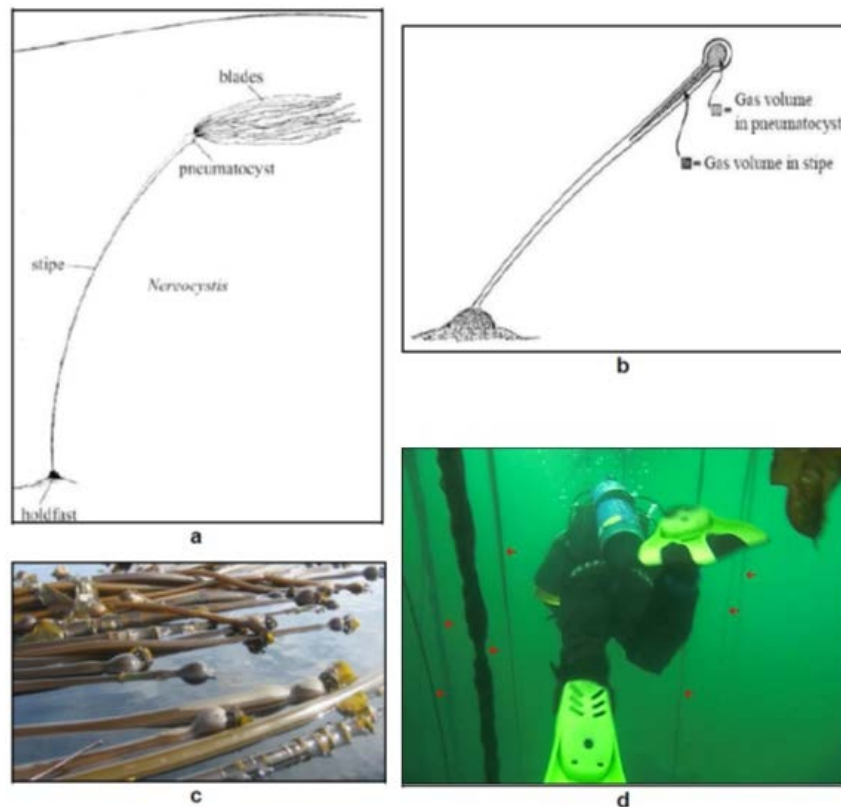 blades
pneumatocyst
stipe
Nereocystis
holdfast
a
= Gas volume
in pneumatocyst
= Gas volume in stipe
b
c
d